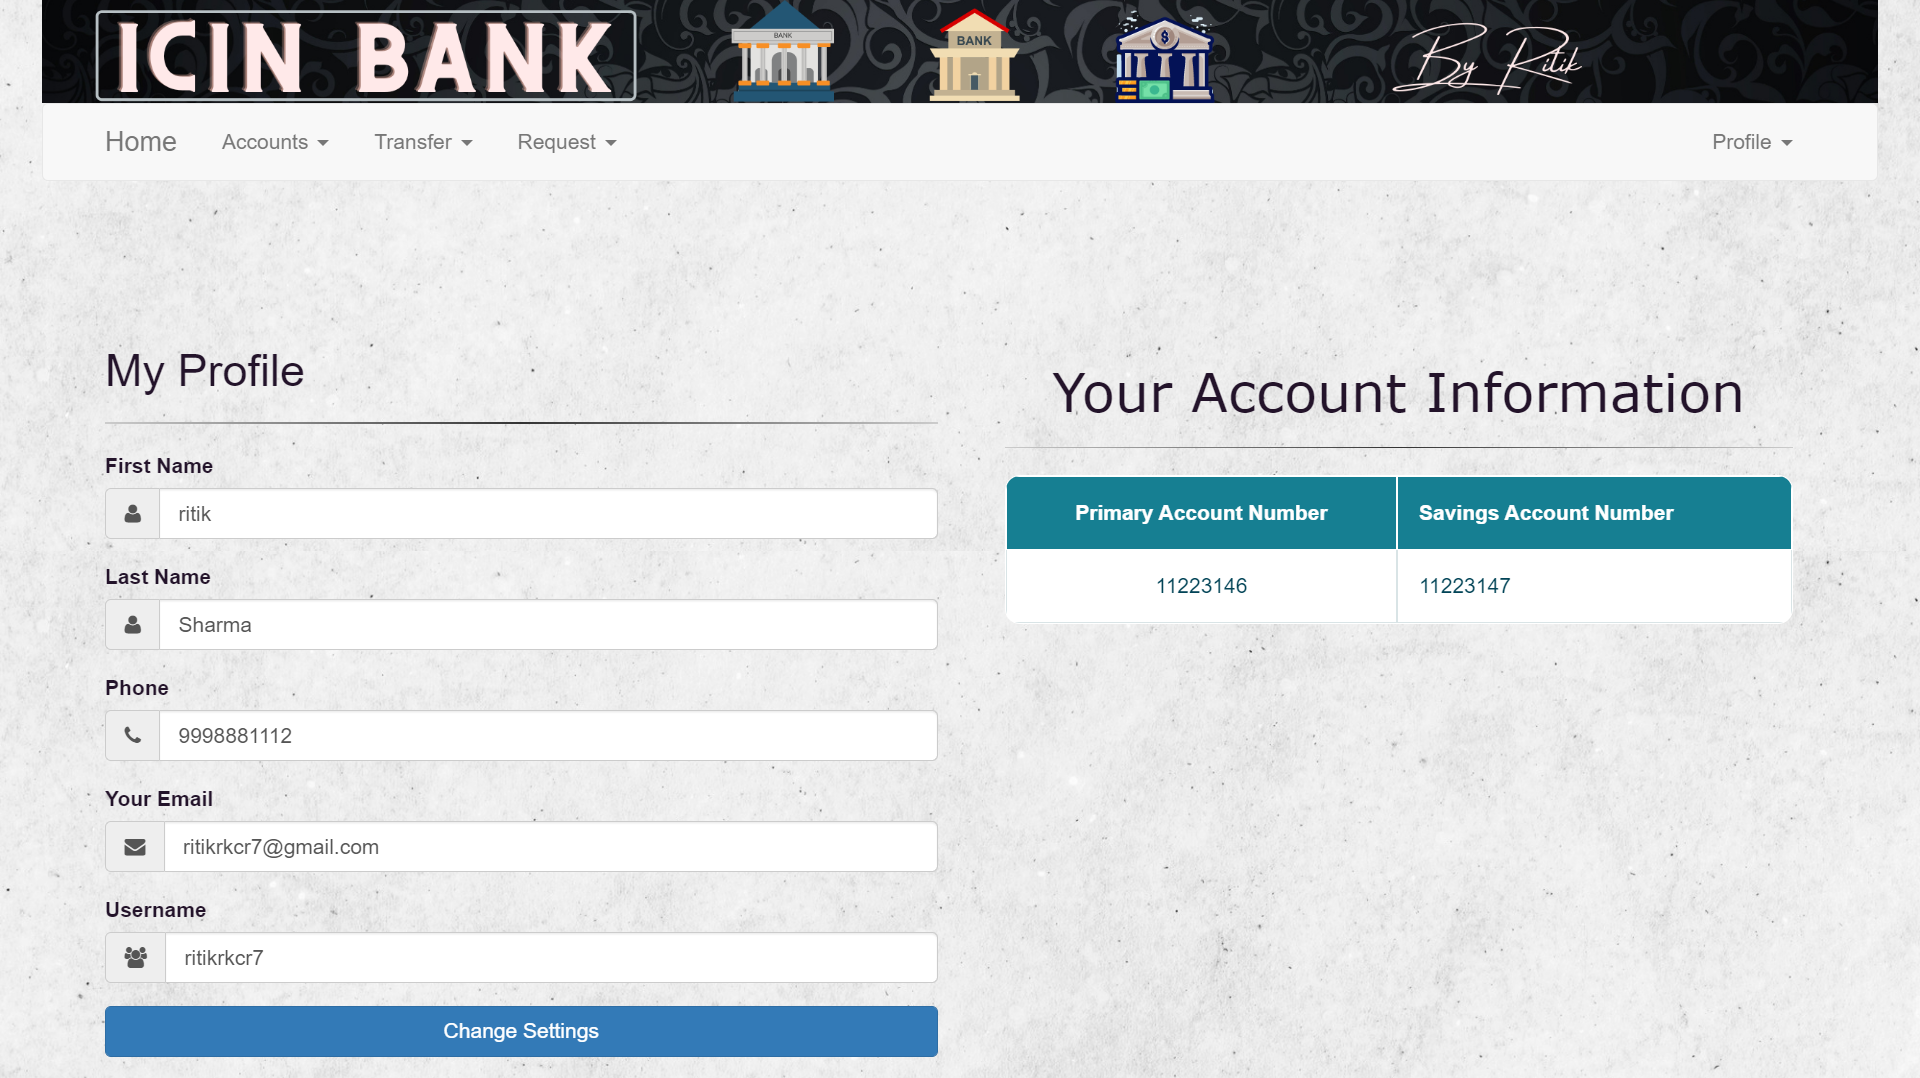 ICIN BANK
BANK
BANK
By Ritik
Home Accounts Transfer Request Profile
My Profile
Your Account Information
First Name
ritik
Last Name
Sharma
Phone
9998881112
Your Email
ritikrkcr7@gmail.com
Username
ritikrkcr7
Change Settings
Primary Account Number Savings Account Number
11223146 11223147